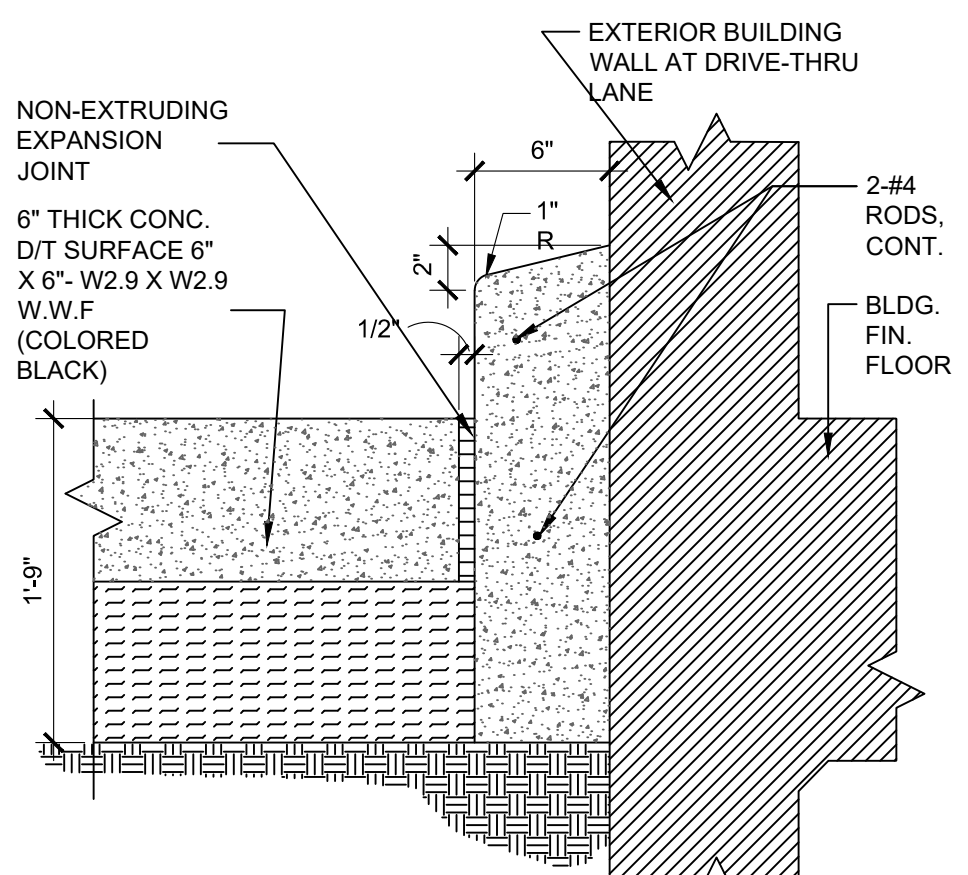 EXTERIOR BUILDING
WALL AT DRIVE-THRU
LANE
NON-EXTRUDING
EXPANSION
JOINT
6" THICK CONC.
D/T SURFACE 6"
X 6"- W2.9 X W2.9
W.W.F
(COLORED
BLACK)
6"
1"
R
2"
1/2"
2-#4
RODS,
CONT.
BLDG.
FIN.
FLOOR
1'-9"